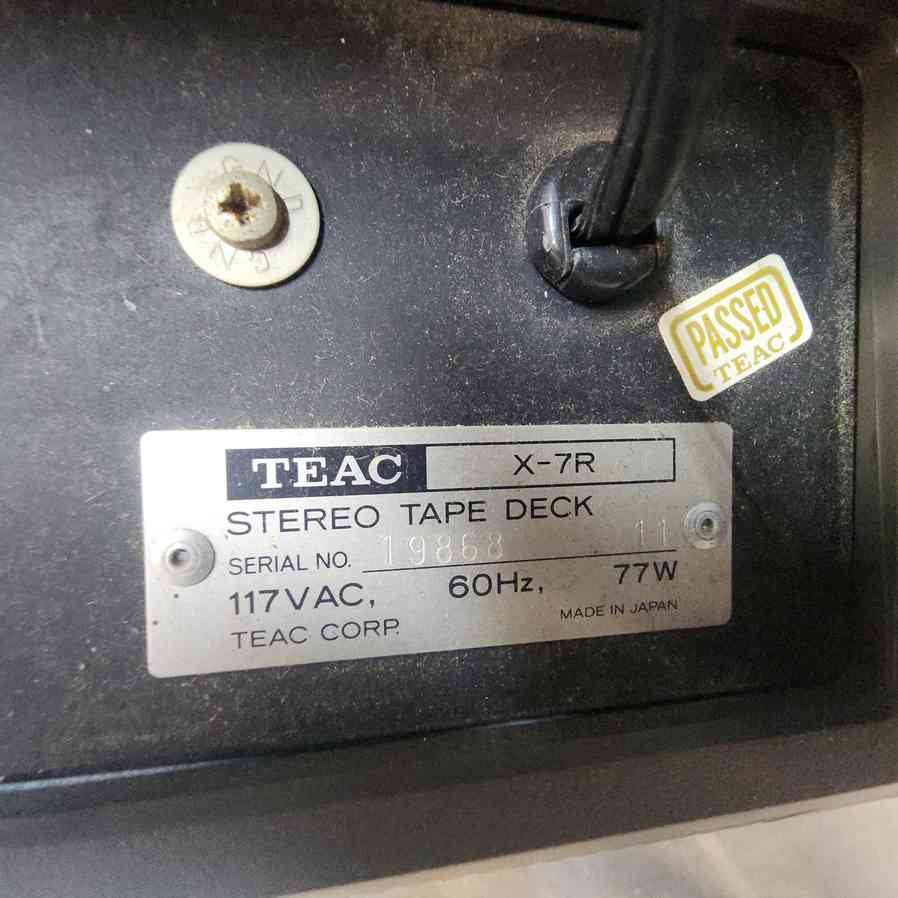 GND
GND
PASSED
TEAC
TEAC X-7R
STEREO TAPE DECK
SERIAL NO. 19868 11
117VAC, 60Hz, 77W
TEAC CORP. MADE IN JAPAN